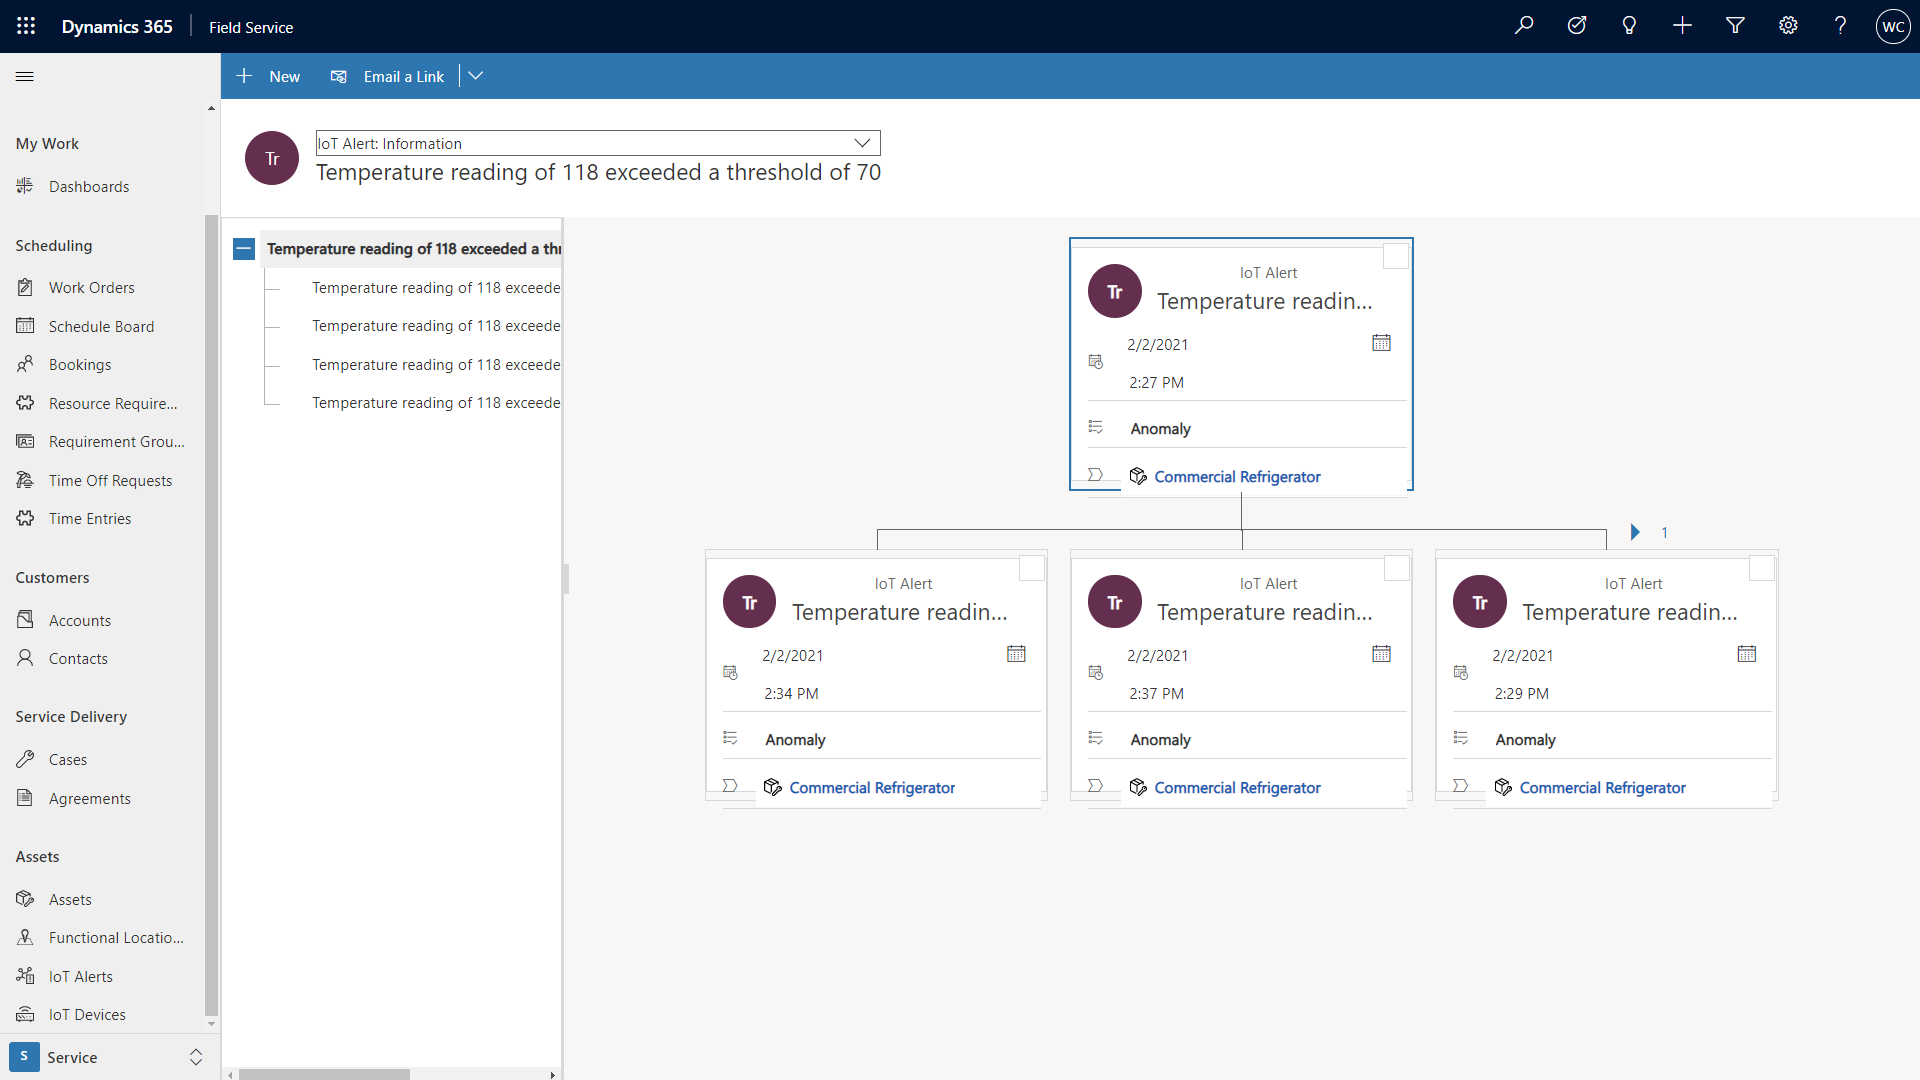 Dynamics 365
Field Service
WC
New
Email a Link
My Work
Dashboards
Scheduling
Work Orders
Schedule Board
Bookings
Resource Require...
Requirement Grou...
Time Off Requests
Time Entries
Customers
Accounts
Contacts
Service Delivery
Cases
Agreements
Assets
Assets
Functional Locatio...
IoT Alerts
IoT Devices
S
Service
Tr
IoT Alert: Information
Temperature reading of 118 exceeded a threshold of 70
Temperature reading of 118 exceeded a thr
Temperature reading of 118 exceede
Temperature reading of 118 exceede
Temperature reading of 118 exceede
Temperature reading of 118 exceede
Tr
IoT Alert
Temperature readin...
2/2/2021
2:27 PM
Anomaly
Commercial Refrigerator
1
Tr
IoT Alert
Temperature readin...
2/2/2021
2:34 PM
Anomaly
Commercial Refrigerator
Tr
IoT Alert
Temperature readin...
2/2/2021
2:37 PM
Anomaly
Commercial Refrigerator
Tr
IoT Alert
Temperature readin...
2/2/2021
2:29 PM
Anomaly
Commercial Refrigerator